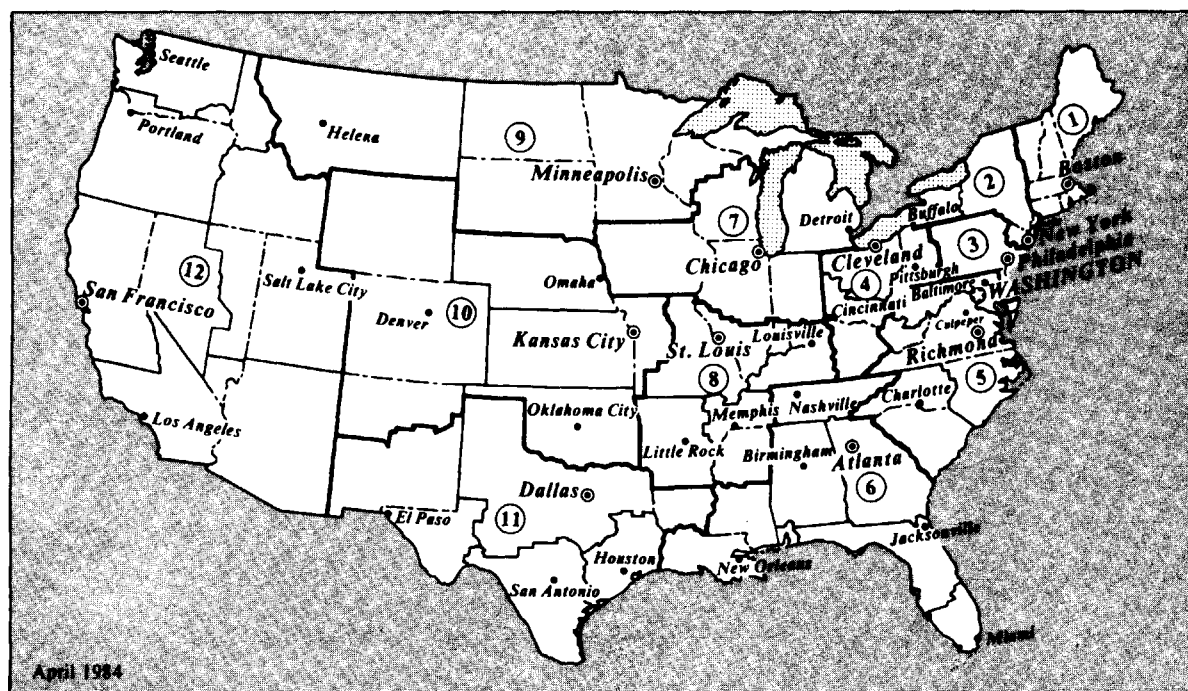 Seattle
Portland
Helena
9
Minneapolis
1
Boston
2
Buffalo
New York
3
Philadelphia
7
Detroit
Cleveland
Pittsburgh
Chicago
4
Cincinnati
Baltimore
WASHINGTON
12
Salt Lake City
San Francisco
Omaha
Denver
10
Kansas City
St. Louis
Louisville
Culpeper
Richmond
8
5
Charlotte
Los Angeles
Oklahoma City
Memphis
Nashville
Little Rock
Birmingham
Atlanta
6
Dallas
11
El Paso
Houston
San Antonio
New Orleans
Jacksonville
Miami
April 1984